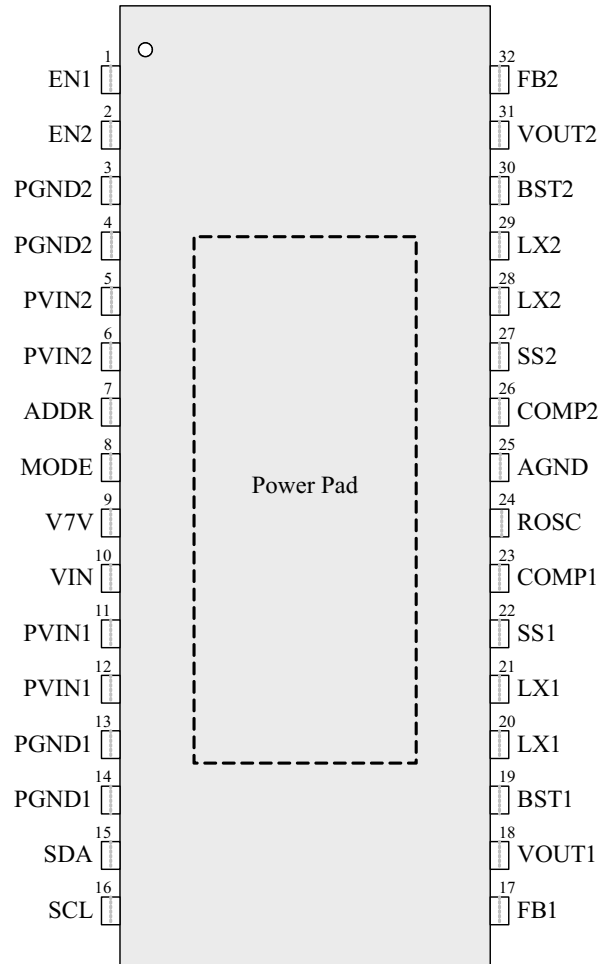 1
EN1
2
EN2
3
PGND2
4
PGND2
5
PVIN2
6
PVIN2
7
ADDR
8
MODE
9
V7V
10
VIN
11
PVIN1
12
PVIN1
13
PGND1
14
PGND1
15
SDA
16
SCL
Power Pad
32
FB2
31
VOUT2
30
BST2
29
LX2
28
LX2
27
SS2
26
COMP2
25
AGND
24
ROSC
23
COMP1
22
SS1
21
LX1
20
LX1
19
BST1
18
VOUT1
17
FB1